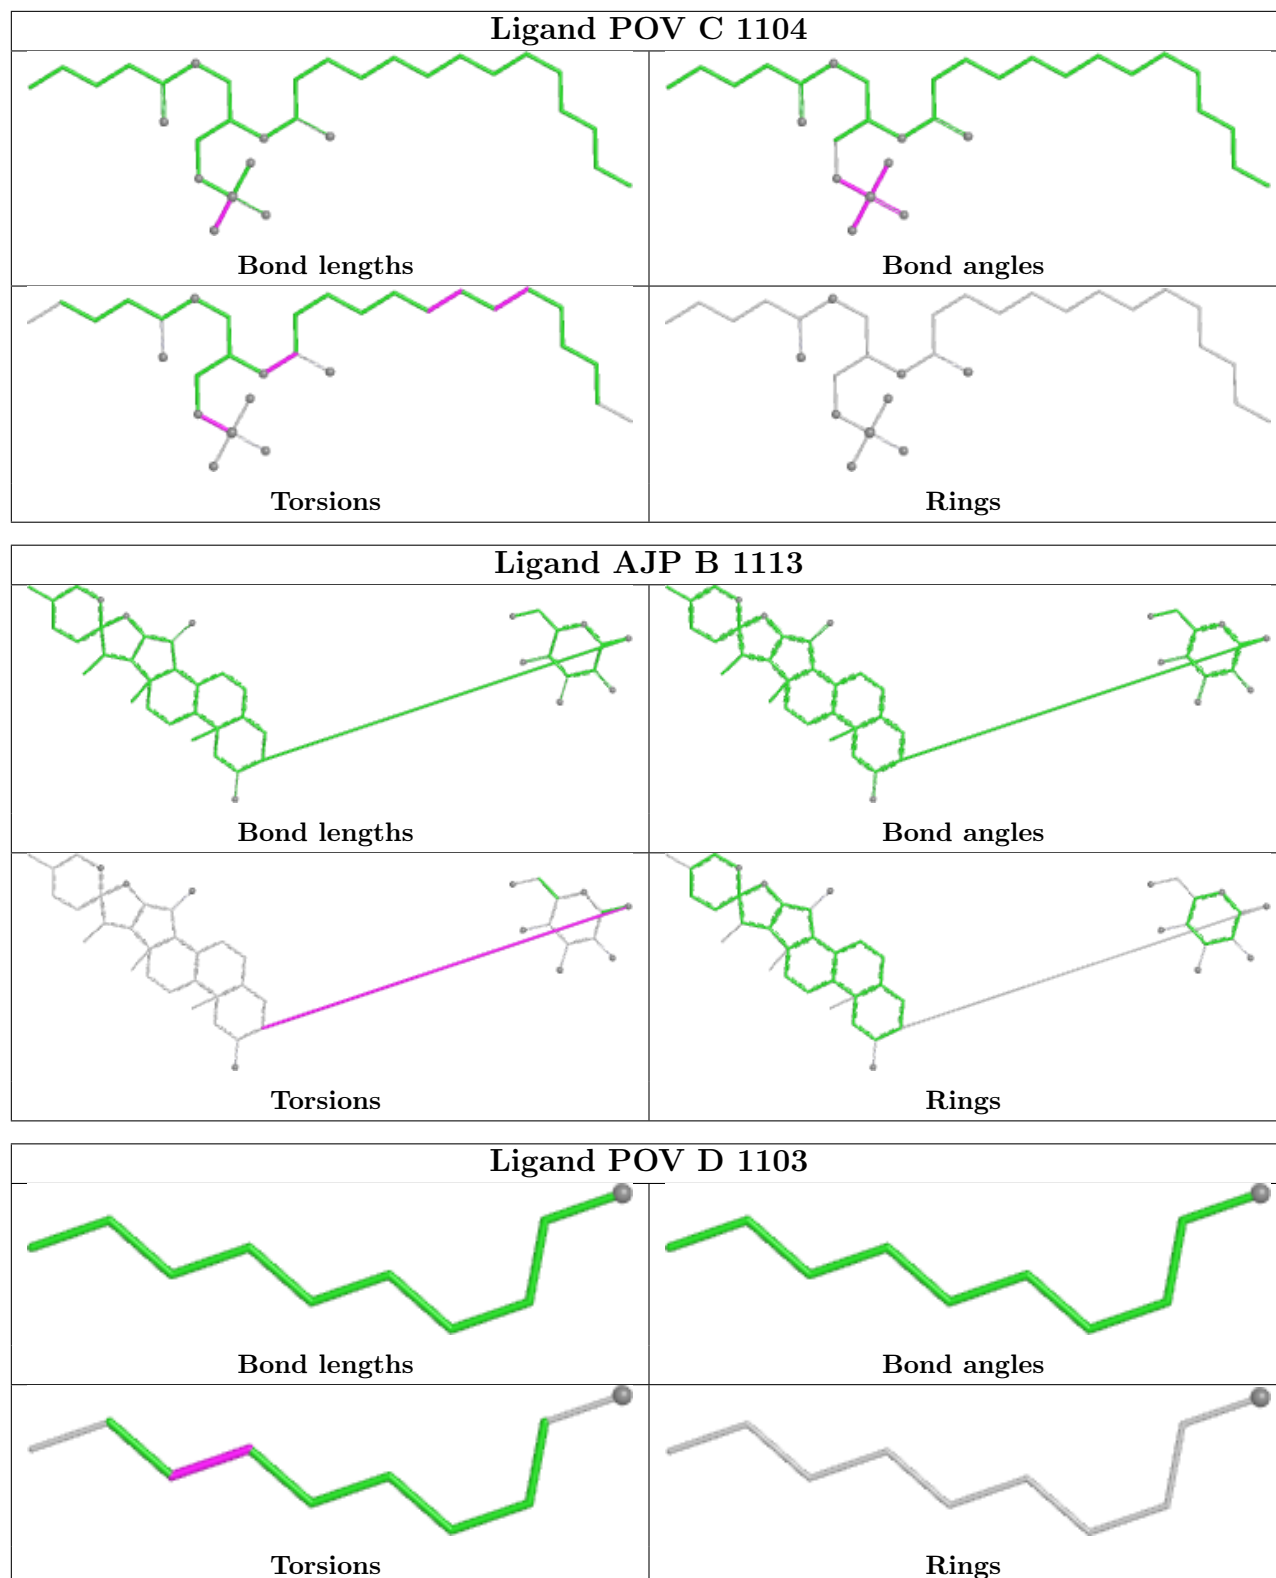 Ligand POV C 1104
Bond lengths
Bond angles
Torsions
Rings
Ligand AJP B 1113
Bond lengths
Bond angles
Torsions
Rings
Ligand POV D 1103
Bond lengths
Bond angles
Torsions
Rings